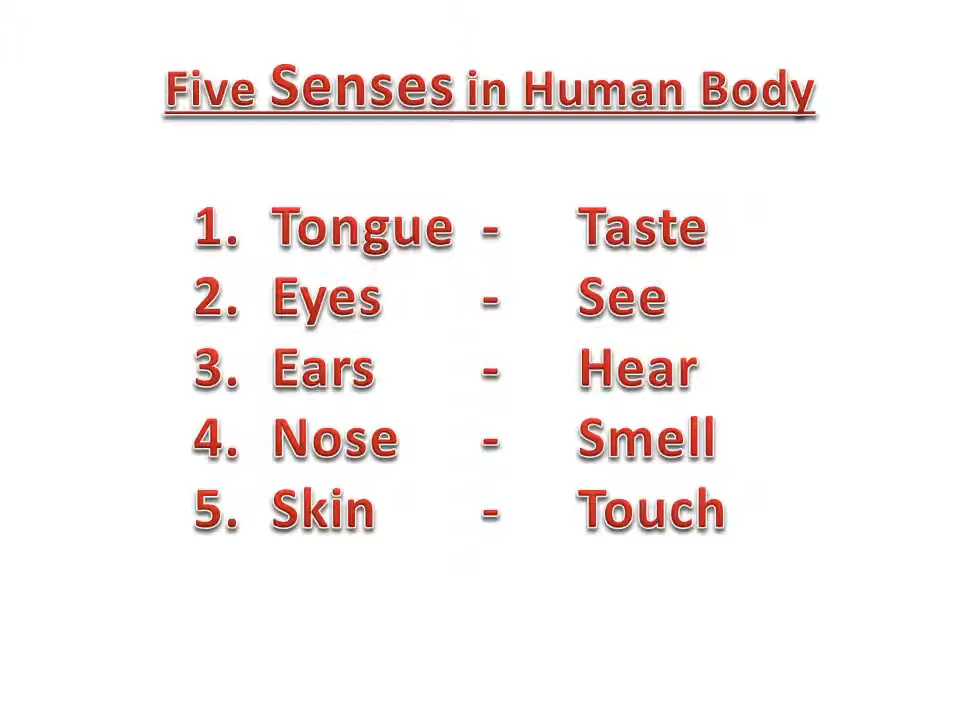 Five Senses in Human Body
1. Tongue - Taste
2. Eyes - See
3. Ears - Hear
4. Nose - Smell
5. Skin - Touch